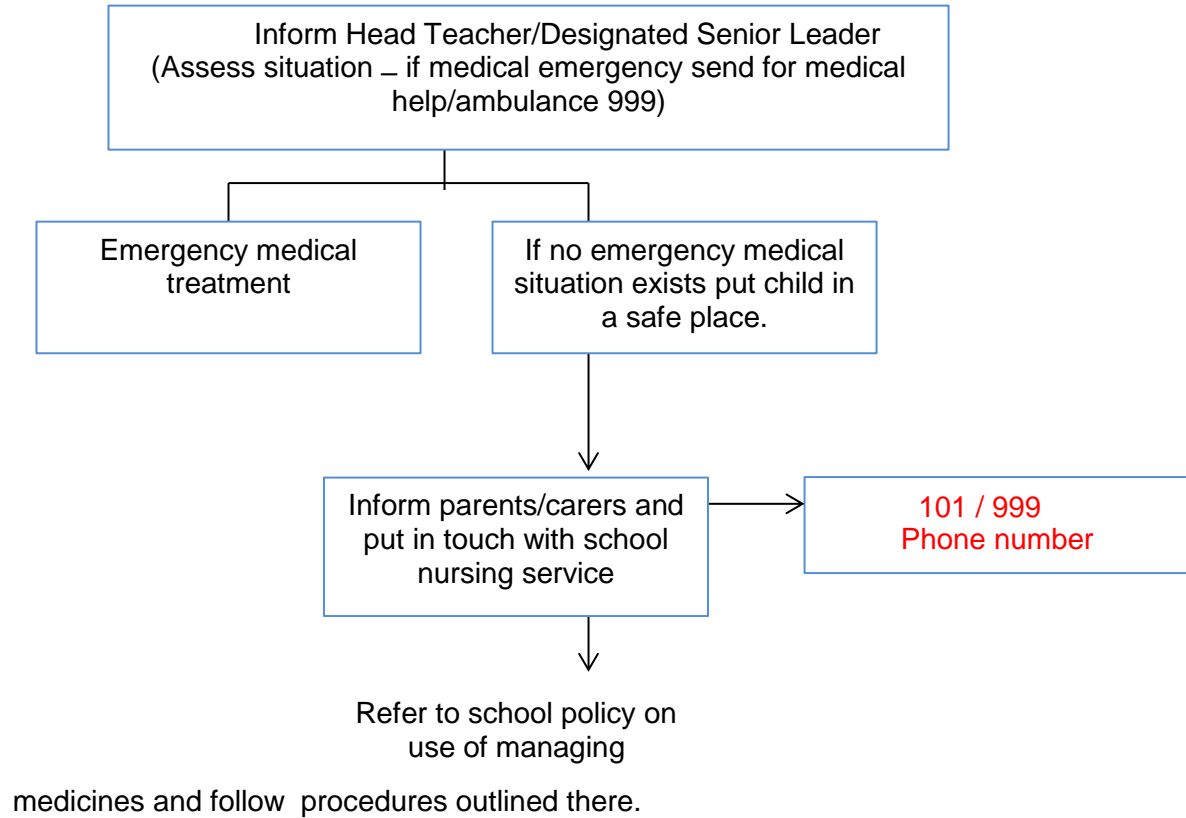 Inform Head Teacher/Designated Senior Leader
(Assess situation – if medical emergency send for medical
help/ambulance 999)
Emergency medical
treatment
If no emergency medical
situation exists put child in
a safe place.
Inform parents/carers and
put in touch with school
nursing service
101 / 999
Phone number
Refer to school policy on
use of managing
medicines and follow  procedures outlined there.